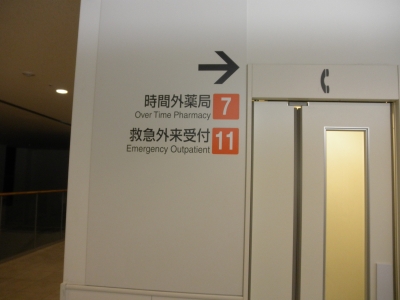 時間外薬局 7
Over Time Pharmacy
救急外来受付 11
Emergency Outpatient